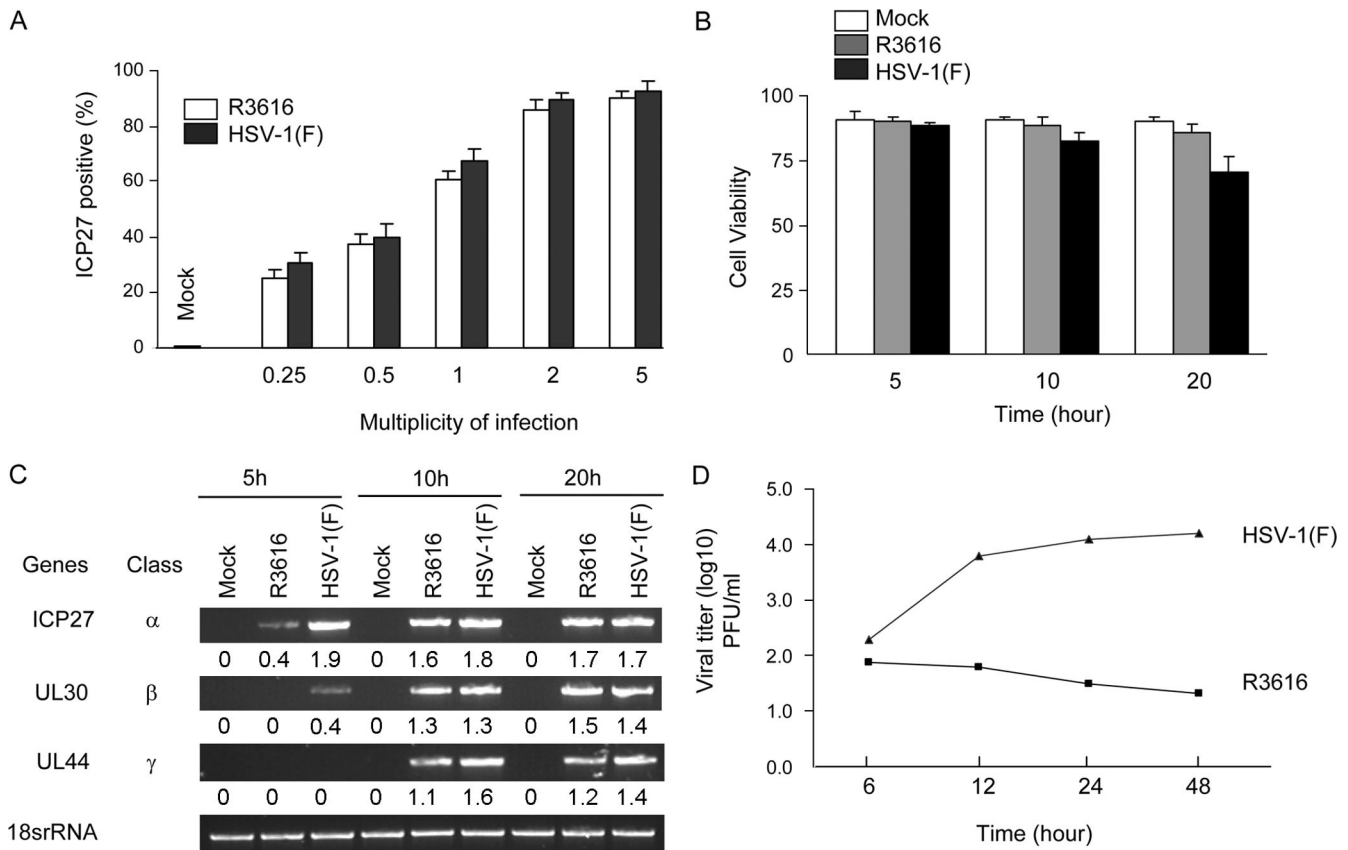 A
ICP27 positive (%)
100
80
60
40
20
0
R3616
HSV-1(F)
Mock
0.25 0.5 1 2 5
Multiplicity of infection
B
Mock
R3616
HSV-1(F)
Cell Viability
100
75
50
25
0
5 10 20
Time (hour)
C
5h 10h 20h
Genes Class Mock R3616 HSV-1(F) Mock R3616 HSV-1(F) Mock R3616 HSV-1(F)
ICP27 α
0 0.4 1.9 0 1.6 1.8 0 1.7 1.7
UL30 β
0 0 0.4 0 1.3 1.3 0 1.5 1.4
UL44 γ
0 0 0 0 1.1 1.6 0 1.2 1.4
18srRNA
D
Viral titer (log10)
PFU/ml
5.0
4.0
3.0
2.0
1.0
0.0
HSV-1(F)
R3616
6 12 24 48
Time (hour)